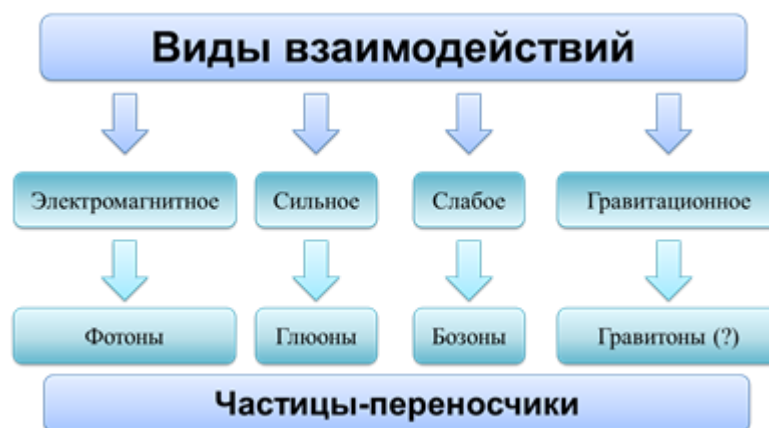 Виды взаимодействий
Электромагнитное
Сильное
Слабое
Гравитационное
Фотоны
Глюоны
Бозоны
Гравитоны (?)
Частицы-переносчики